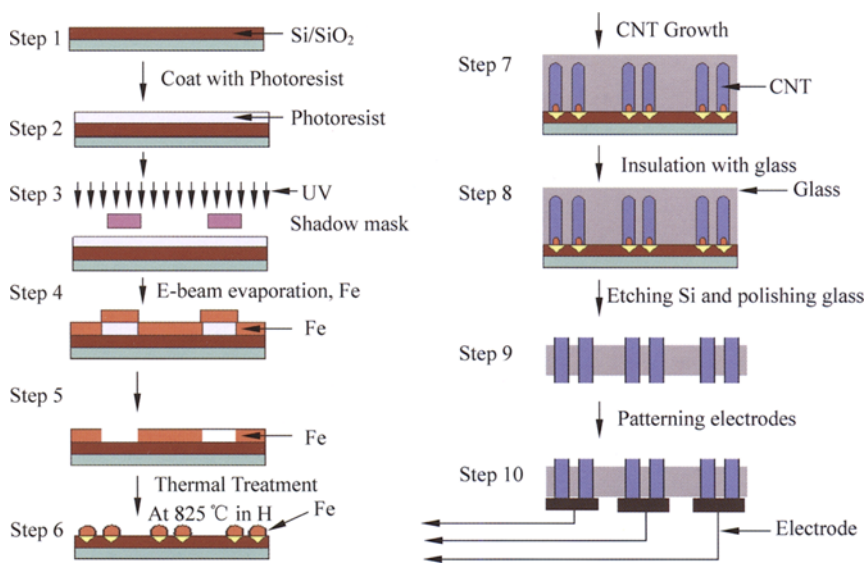 Step 1
Si/SiO₂
Coat with Photoresist
Step 2
Photoresist
Step 3
UV
Shadow mask
Step 4
E-beam evaporation, Fe
Fe
Step 5
Fe
Thermal Treatment
At 825 ℃ in H
Step 6
Fe
CNT Growth
Step 7
CNT
Insulation with glass
Step 8
Glass
Etching Si and polishing glass
Step 9
Patterning electrodes
Step 10
Electrode